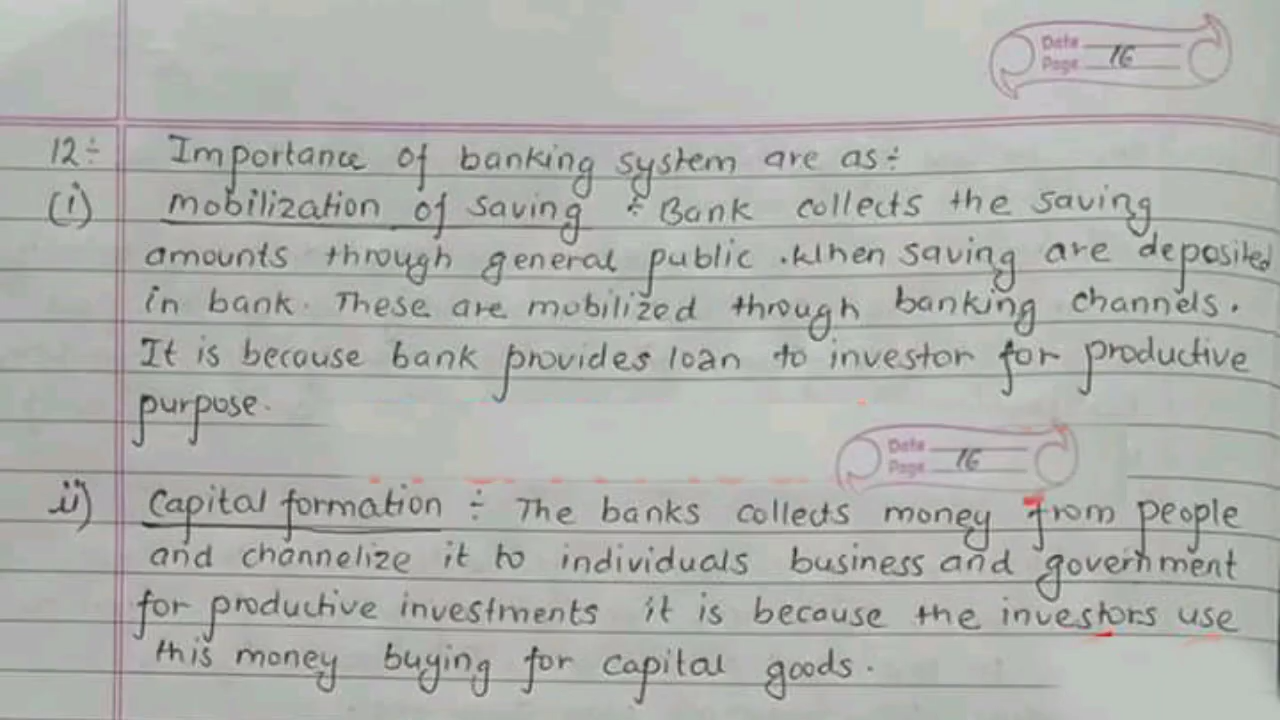 Date
Page 16
12÷ Importance of banking system are as÷
(i) mobilization of saving ÷ Bank collects the saving
amounts through general public . When saving are deposited
in bank. These are mobilized through banking channels.
It is because bank provides loan to investor for productive
purpose.
Date
Page 16
ii) Capital formation ÷ The banks collects money from people
and channelize it to individuals business and government
for productive investments it is because the investors use
this money buying for capital goods.